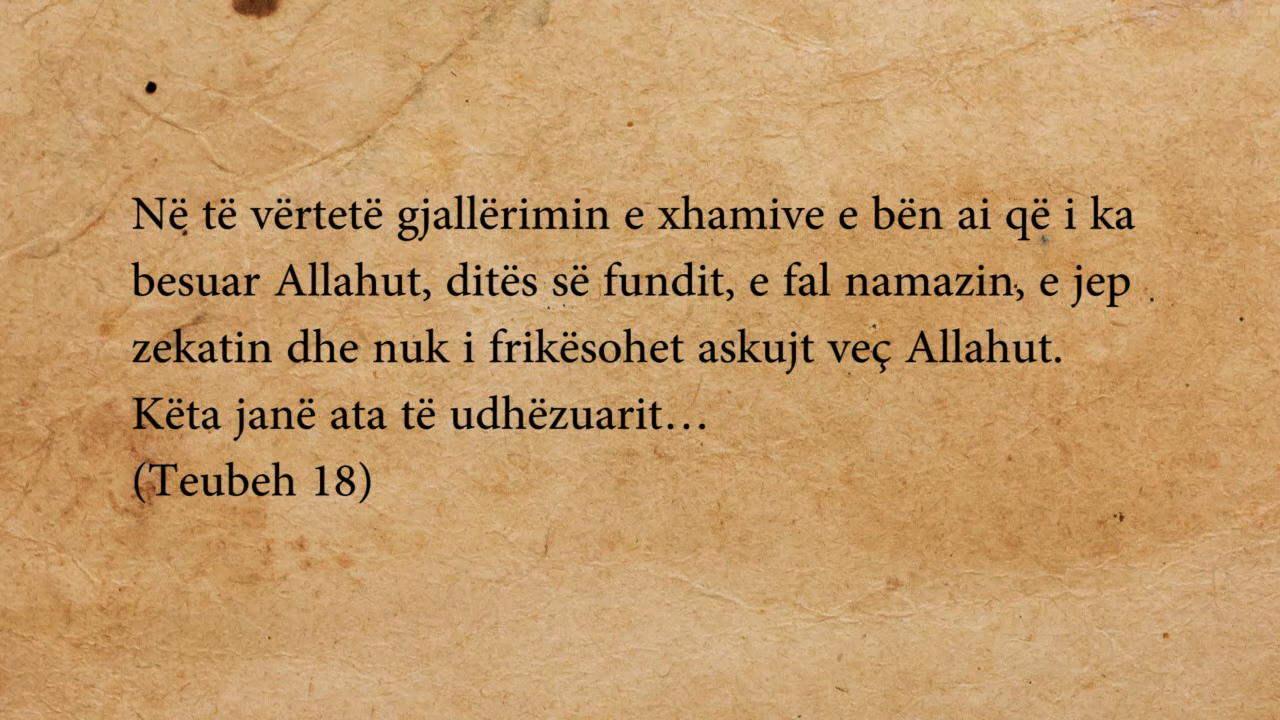 Në të vërtetë gjallërimin e xhamive e bën ai që i ka
besuar Allahut, ditës së fundit, e fal namazin, e jep
zekatin dhe nuk i frikësohet askujt veç Allahut.
Këta janë ata të udhëzuarit…
(Teubeh 18)